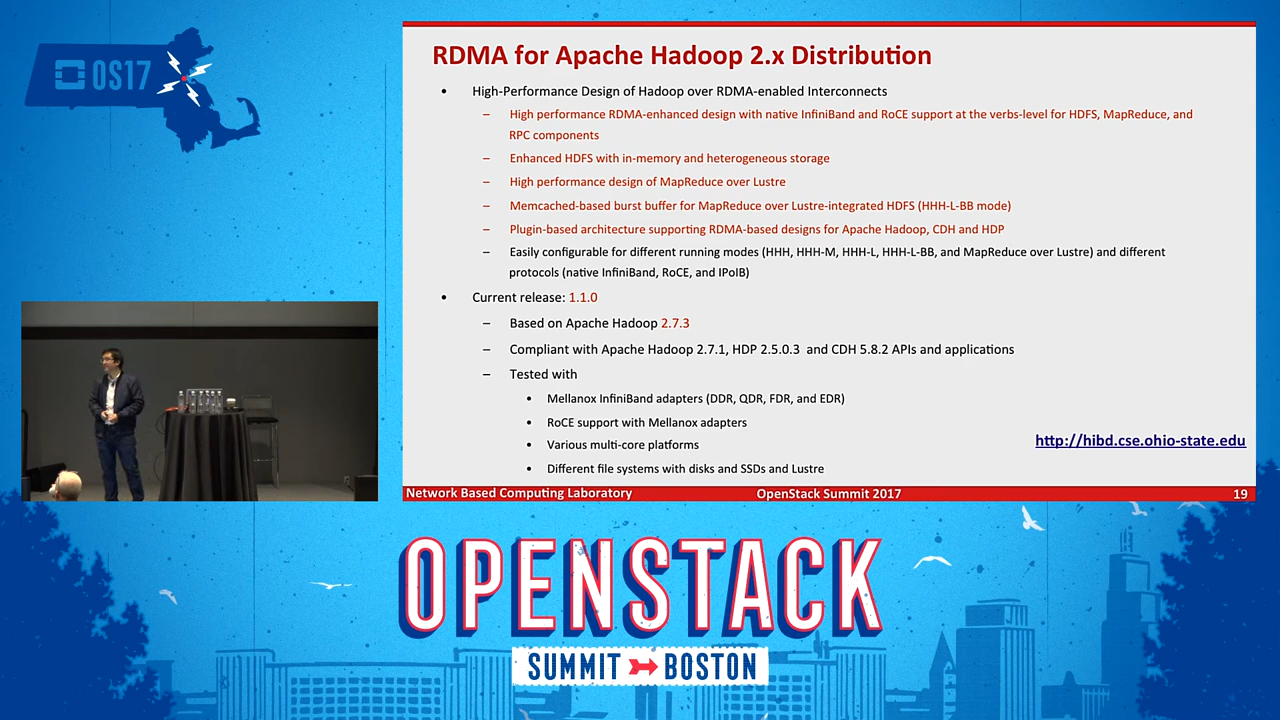 OS17
RDMA for Apache Hadoop 2.x Distribution
• High-Performance Design of Hadoop over RDMA-enabled Interconnects
– High performance RDMA-enhanced design with native InfiniBand and RoCE support at the verbs-level for HDFS, MapReduce, and
RPC components
– Enhanced HDFS with in-memory and heterogeneous storage
– High performance design of MapReduce over Lustre
– Memcached-based burst buffer for MapReduce over Lustre-integrated HDFS (HHH-L-BB mode)
– Plugin-based architecture supporting RDMA-based designs for Apache Hadoop, CDH and HDP
– Easily configurable for different running modes (HHH, HHH-M, HHH-L, HHH-L-BB, and MapReduce over Lustre) and different
protocols (native InfiniBand, RoCE, and IPoIB)
• Current release: 1.1.0
– Based on Apache Hadoop 2.7.3
– Compliant with Apache Hadoop 2.7.1, HDP 2.5.0.3 and CDH 5.8.2 APIs and applications
– Tested with
• Mellanox InfiniBand adapters (DDR, QDR, FDR, and EDR)
• RoCE support with Mellanox adapters
• Various multi-core platforms
• Different file systems with disks and SSDs and Lustre
http://hibd.cse.ohio-state.edu
Network Based Computing Laboratory OpenStack Summit 2017 19
OPENSTACK
SUMMIT BOSTON